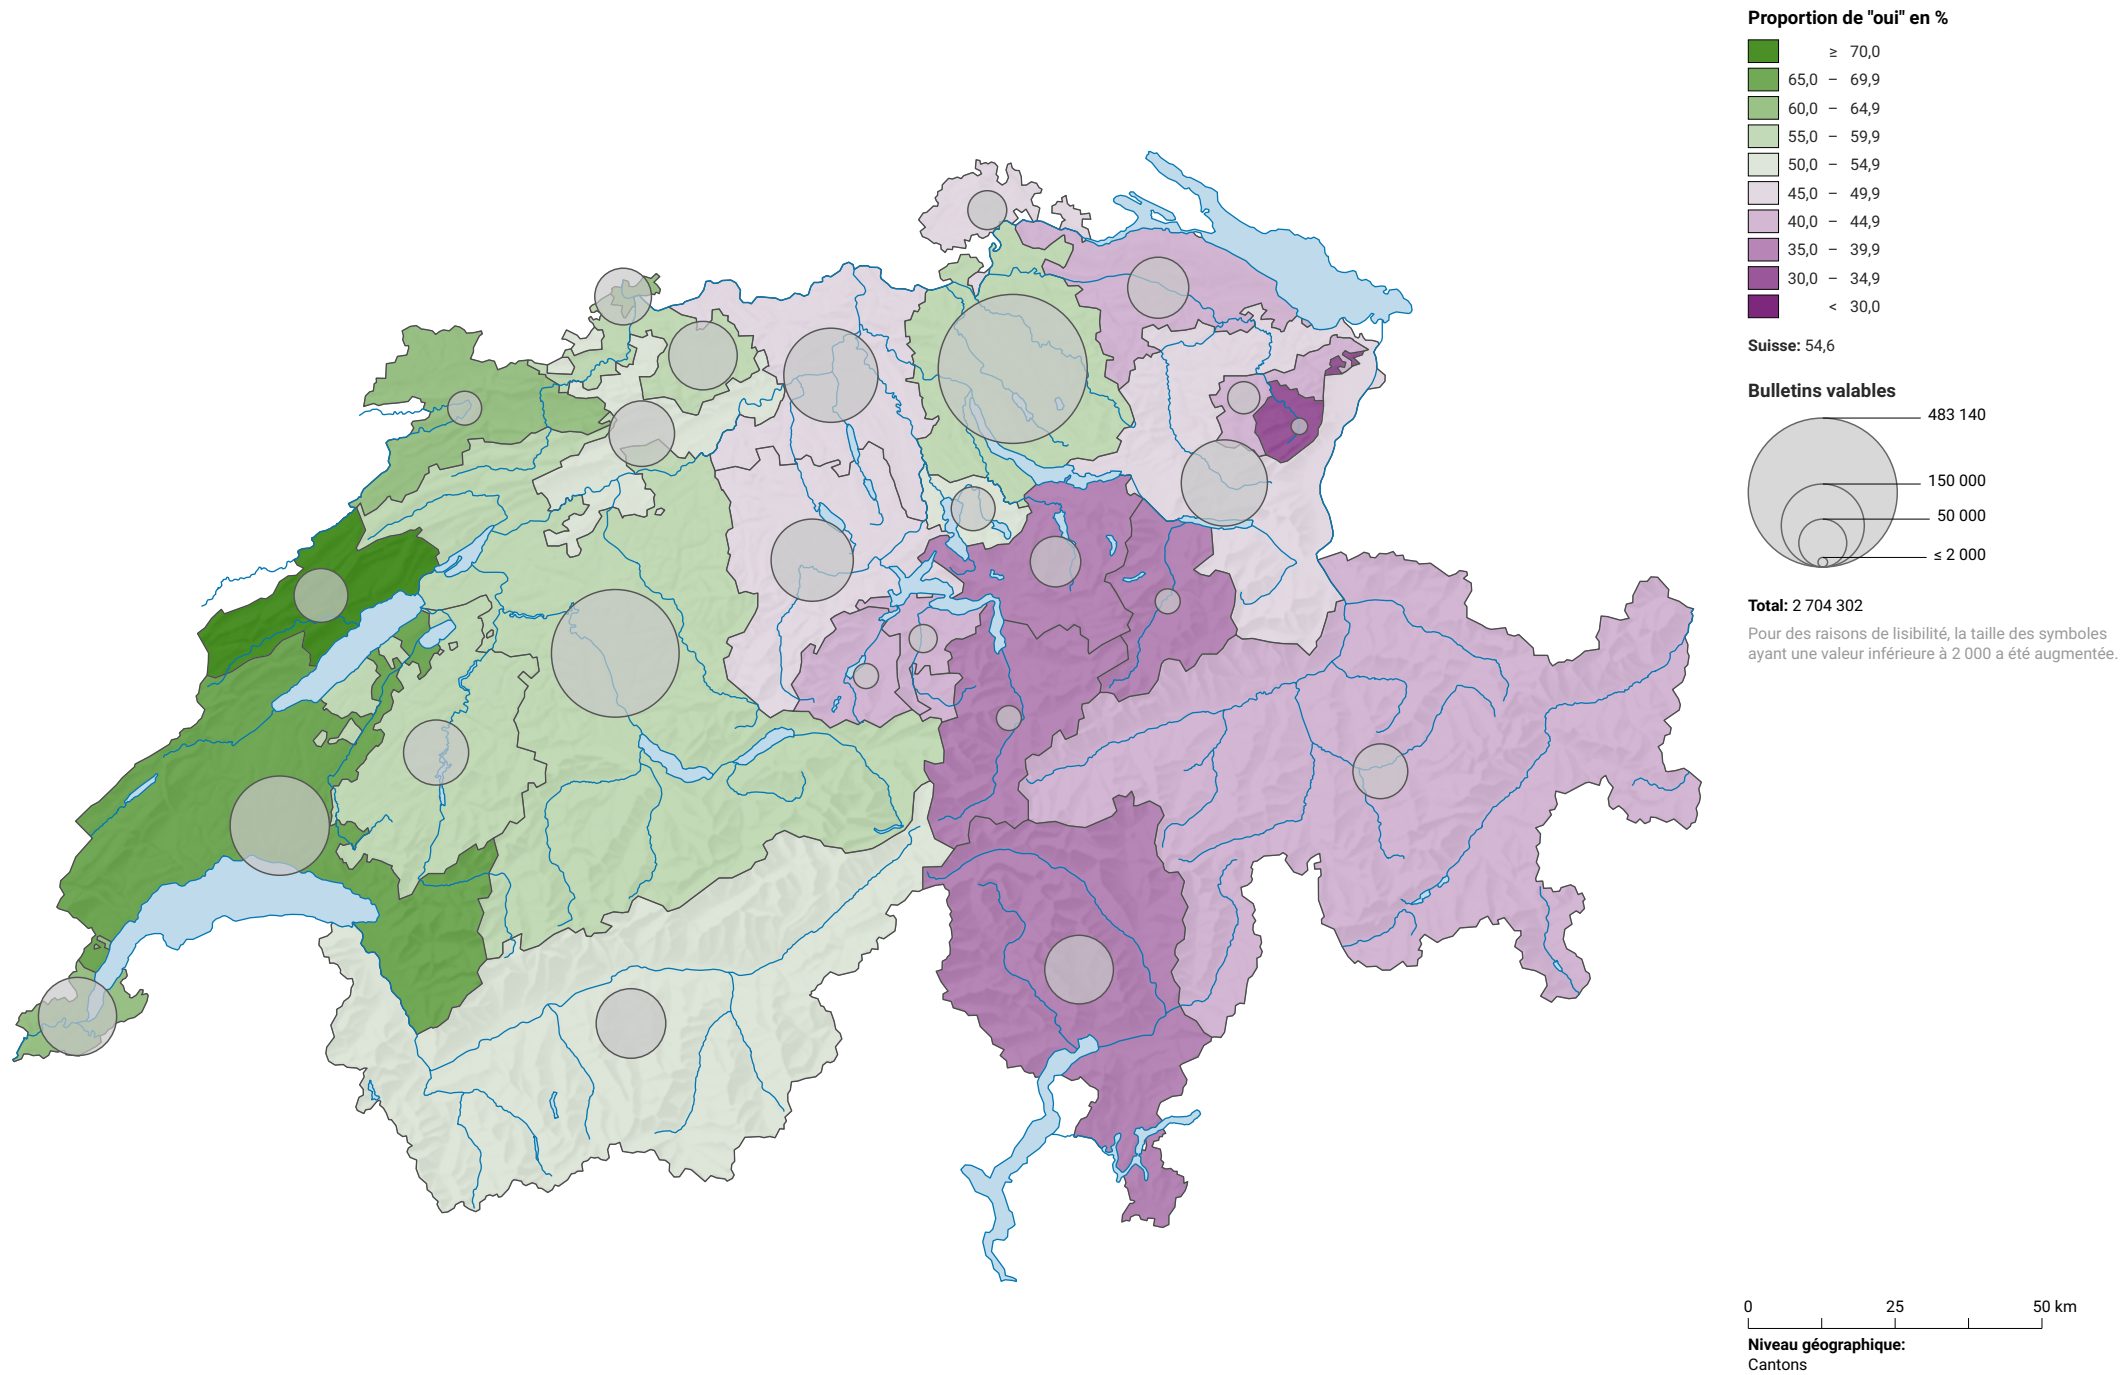 Proportion de "oui" en %
≥ 70,0
65,0 – 69,9
60,0 – 64,9
55,0 – 59,9
50,0 – 54,9
45,0 – 49,9
40,0 – 44,9
35,0 – 39,9
30,0 – 34,9
< 30,0
Suisse: 54,6
Bulletins valables
483 140
150 000
50 000
≤ 2 000
Total: 2 704 302
Pour des raisons de lisibilité, la taille des symboles
ayant une valeur inférieure à 2 000 a été augmentée.
0 25 50 km
Niveau géographique:
Cantons